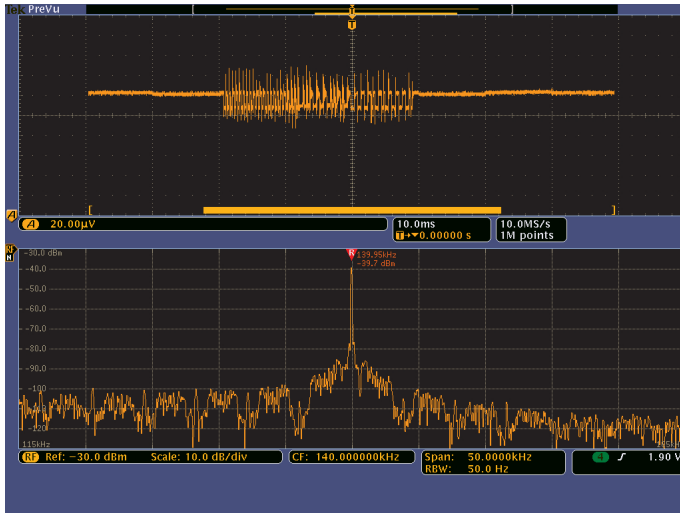 Tek PreVu
T
T
A
A 20.00µV
10.0ms
T→▼0.00000 s
10.0MS/s
1M points
RF
N
-30.0 dBm
R
139.95kHz
-39.7 dBm
-40.0
-50.0
-60.0
-70.0
-80.0
-90.0
-100
-120
115kHz
RF Ref: -30.0 dBm Scale: 10.0 dB/div
CF: 140.000000kHz
Span: 50.0000kHz
RBW: 50.0 Hz
4 1.90 V